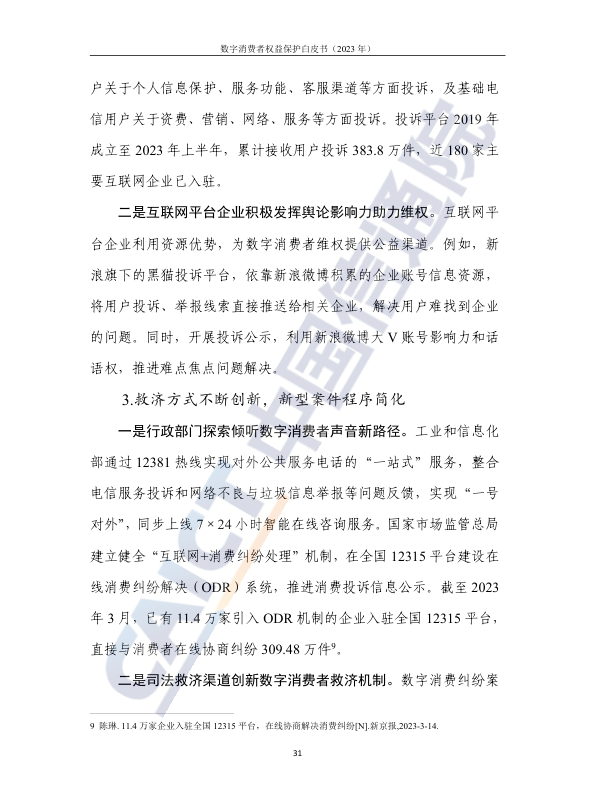 数字消费者权益保护白皮书（2023 年）
户关于个人信息保护、服务功能、客服渠道等方面投诉，及基础电
信用户关于资费、营销、网络、服务等方面投诉。投诉平台 2019 年
成立至 2023 年上半年，累计接收用户投诉 383.8 万件，近 180 家主
要互联网企业已入驻。
二是互联网平台企业积极发挥舆论影响力助力维权。互联网平
台企业利用资源优势，为数字消费者维权提供公益渠道。例如，新
浪旗下的黑猫投诉平台，依靠新浪微博积累的企业账号信息资源，
将用户投诉、举报线索直接推送给相关企业，解决用户难找到企业
的问题。同时，开展投诉公示，利用新浪微博大 V 账号影响力和话
语权，推进难点焦点问题解决。
3.救济方式不断创新，新型案件程序简化
一是行政部门探索倾听数字消费者声音新路径。工业和信息化
部通过 12381 热线实现对外公共服务电话的“一站式”服务，整合
电信服务投诉和网络不良与垃圾信息举报等问题反馈，实现“一号
对外”，同步上线 7×24 小时智能在线咨询服务。国家市场监管总局
建立健全“互联网+消费纠纷处理”机制，在全国 12315 平台建设在
线消费纠纷解决（ODR）系统，推进消费投诉信息公示。截至 2023
年 3 月，已有 11.4 万家引入 ODR 机制的企业入驻全国 12315 平台，
直接与消费者在线协商纠纷 309.48 万件9。
二是司法救济渠道创新数字消费者救济机制。数字消费纠纷案
9 陈琳. 11.4 万家企业入驻全国 12315 平台，在线协商解决消费纠纷[N].新京报,2023-3-14.
31
CAICT 中国信通院